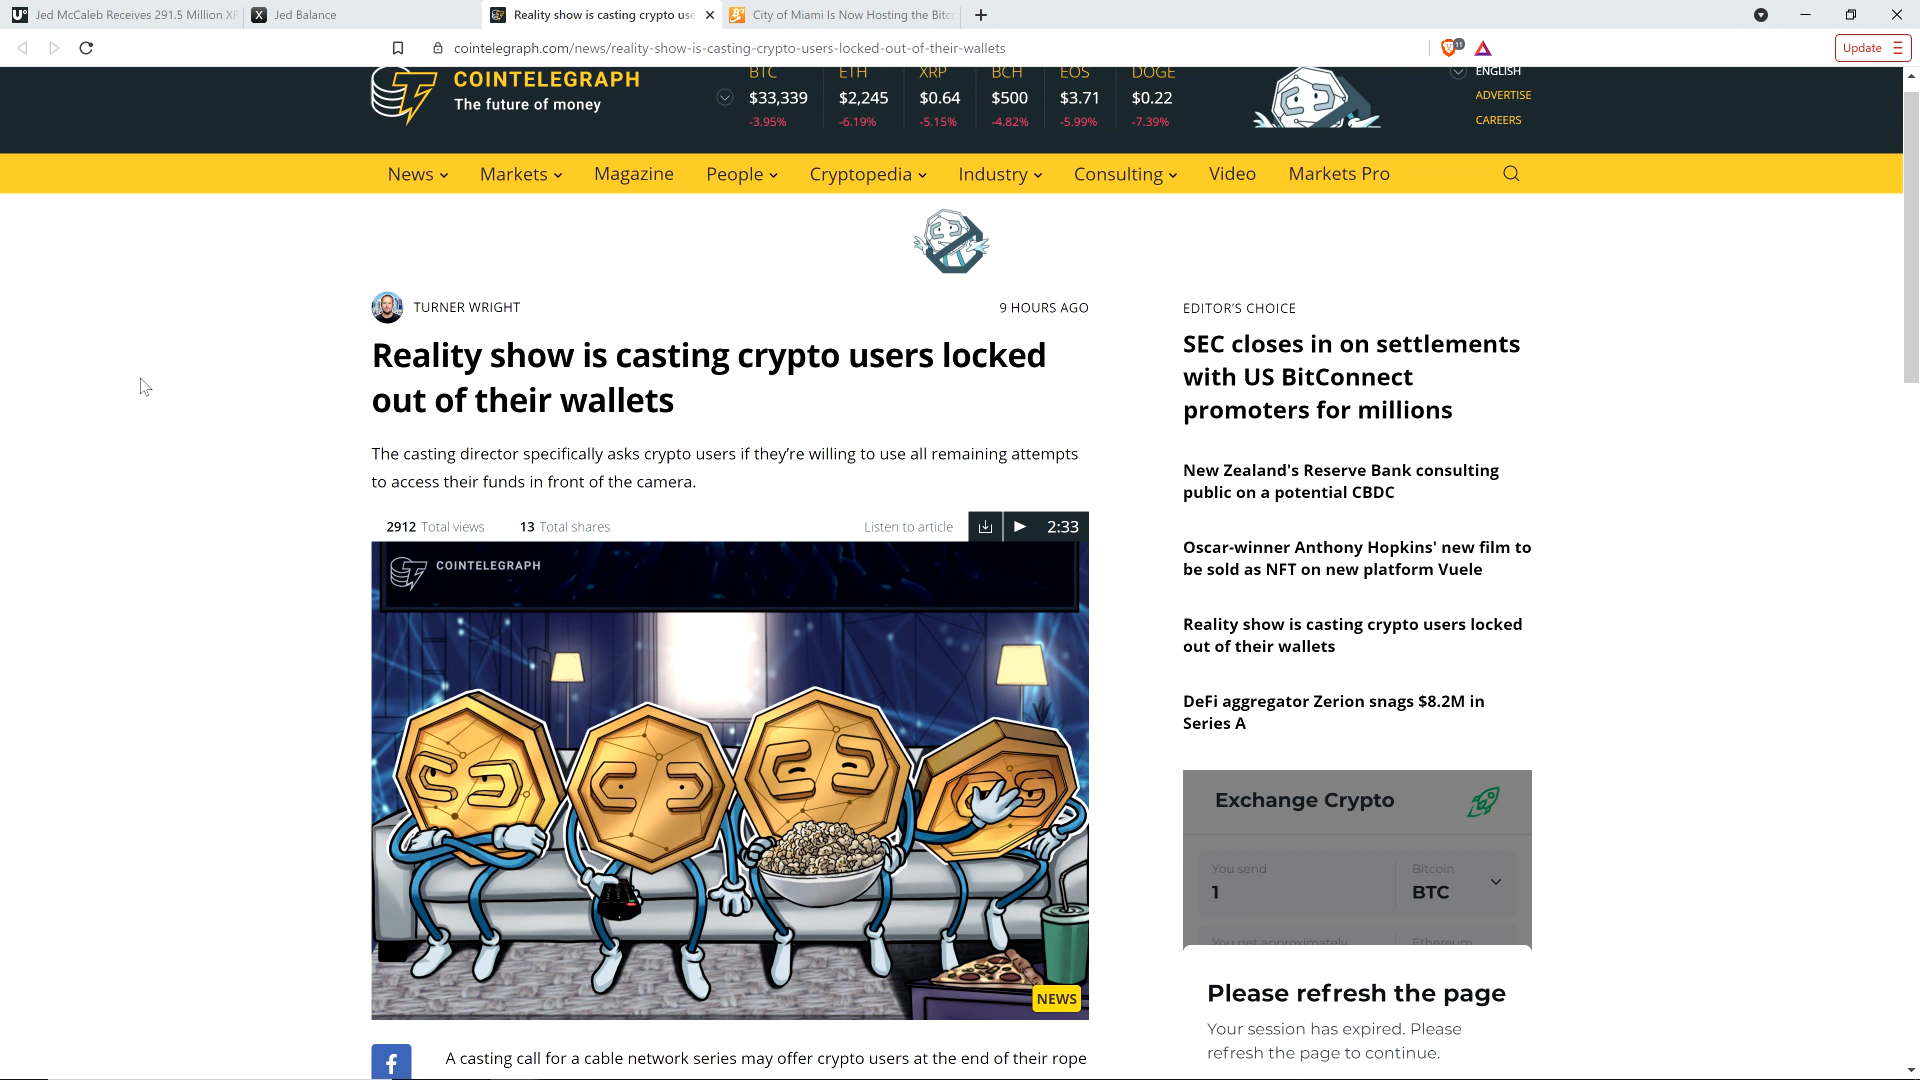 Jed McCaleb Receives 291.5 Million XR
Jed Balance
Reality show is casting crypto use
City of Miami Is Now Hosting the Bitc
cointelegraph.com/news/reality-show-is-casting-crypto-users-locked-out-of-their-wallets
11
Update
COINTELEGRAPH
The future of money
BTC ETH XRP BCH EOS DOGE
$33,339 $2,245 $0.64 $500 $3.71 $0.22
-3.95% -6.19% -5.15% -4.82% -5.99% -7.39%
ENGLISH
ADVERTISE
CAREERS
News Markets Magazine People Cryptopedia Industry Consulting Video Markets Pro
TURNER WRIGHT
9 HOURS AGO
Reality show is casting crypto users locked
out of their wallets
The casting director specifically asks crypto users if they’re willing to use all remaining attempts
to access their funds in front of the camera.
2912 Total views 13 Total shares Listen to article 2:33
COINTELEGRAPH
NEWS
A casting call for a cable network series may offer crypto users at the end of their rope
EDITOR’S CHOICE
SEC closes in on settlements
with US BitConnect
promoters for millions
New Zealand's Reserve Bank consulting
public on a potential CBDC
Oscar-winner Anthony Hopkins' new film to
be sold as NFT on new platform Vuele
Reality show is casting crypto users locked
out of their wallets
DeFi aggregator Zerion snags $8.2M in
Series A
Exchange Crypto
You send Bitcoin
1 BTC
You get approximately Ethereum
Please refresh the page
Your session has expired. Please
refresh the page to continue.